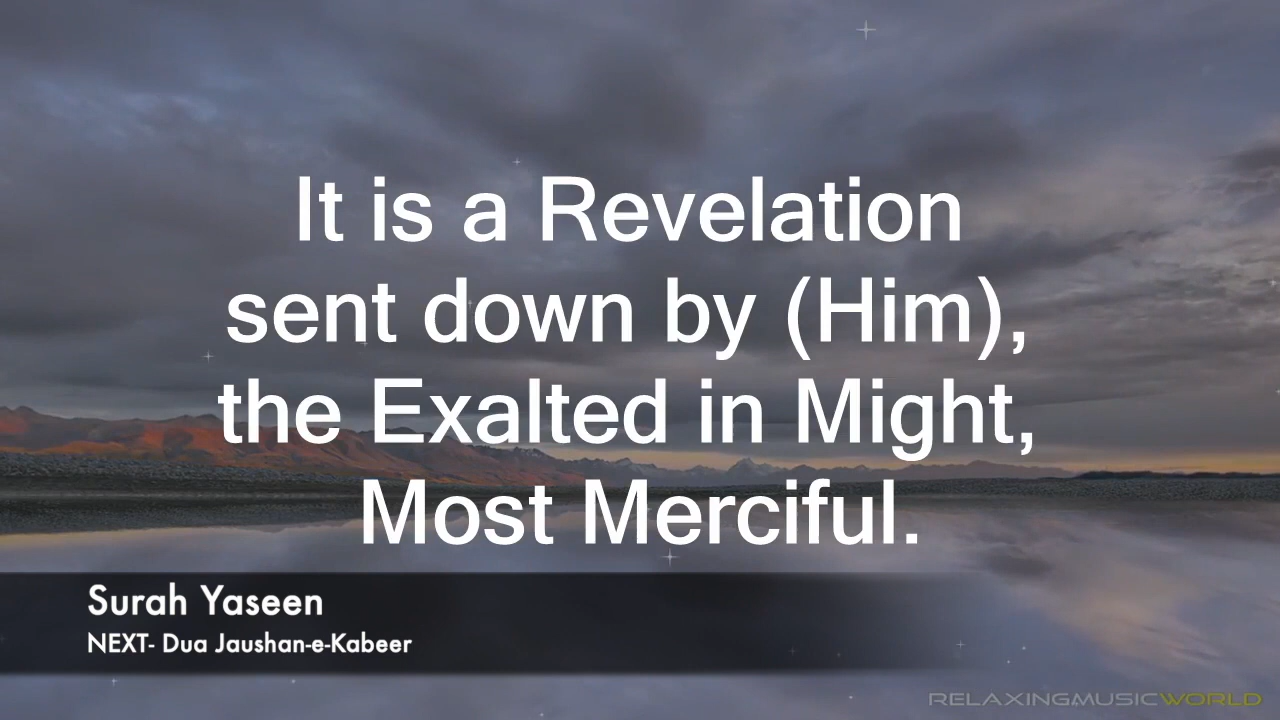 It is a Revelation
sent down by (Him),
the Exalted in Might,
Most Merciful.
Surah Yaseen
NEXT- Dua Jaushan-e-Kabeer
RELAXINGMUSICWORLD